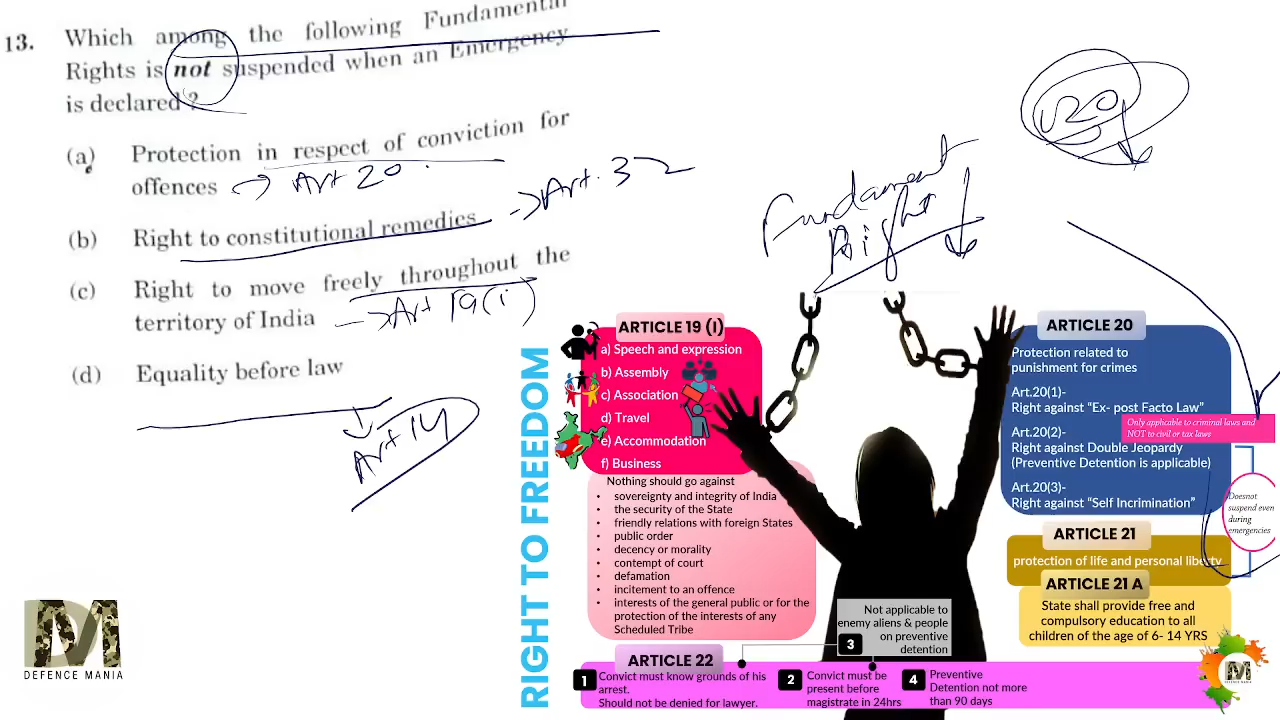 13. Which among the following Fundamental
Rights is not suspended when an Emergency
is declared ?
(a) Protection in respect of conviction for
offences → Art 20
(b) Right to constitutional remedies → Art. 32
(c) Right to move freely throughout the
territory of India → Art 19(1)
(d) Equality before law
Art 14
Fundament
Right
20
RIGHT TO FREEDOM
ARTICLE 19 (I)
a) Speech and expression
b) Assembly
c) Association
d) Travel
e) Accommodation
f) Business
Nothing should go against
• sovereignty and integrity of India
• the security of the State
• friendly relations with foreign States
• public order
• decency or morality
• contempt of court
• defamation
• incitement to an offence
• interests of the general public or for the
protection of the interests of any
Scheduled Tribe
ARTICLE 20
Protection related to
punishment for crimes
Art.20(1)-
Right against “Ex- post Facto Law”
Only applicable to criminal laws and
NOT to civil or tax laws
Art.20(2)-
Right against Double Jeopardy
(Preventive Detention is applicable)
Art.20(3)-
Right against “Self Incrimination”
Doesnot
suspend even
during
emergencies
ARTICLE 21
protection of life and personal liberty
ARTICLE 21 A
State shall provide free and
compulsory education to all
children of the age of 6- 14 YRS
ARTICLE 22
1 Convict must know grounds of his
arrest.
Should not be denied for lawyer.
2 Convict must be
present before
magistrate in 24hrs
Not applicable to
enemy aliens & people
on preventive
detention
3
4 Preventive
Detention not more
than 90 days
DM
DEFENCE MANIA
DM
DEFENCE MANIA